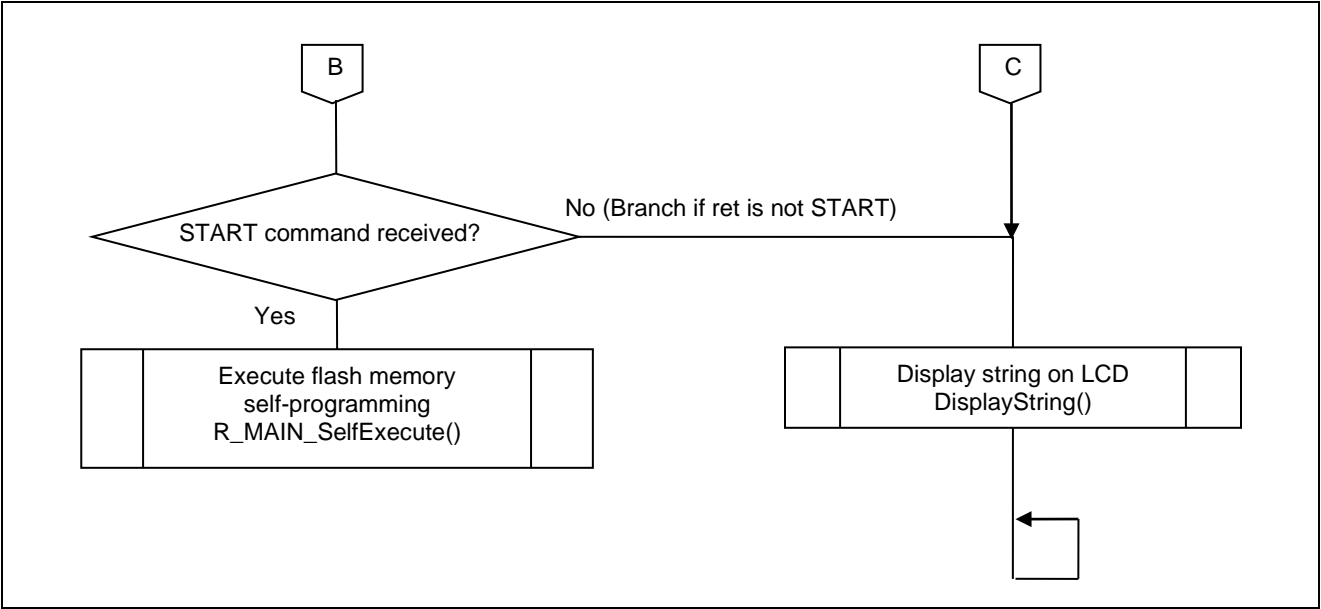 B
C
No (Branch if ret is not START)
START command received?
Yes
Execute flash memory
self-programming
R_MAIN_SelfExecute()
Display string on LCD
DisplayString()